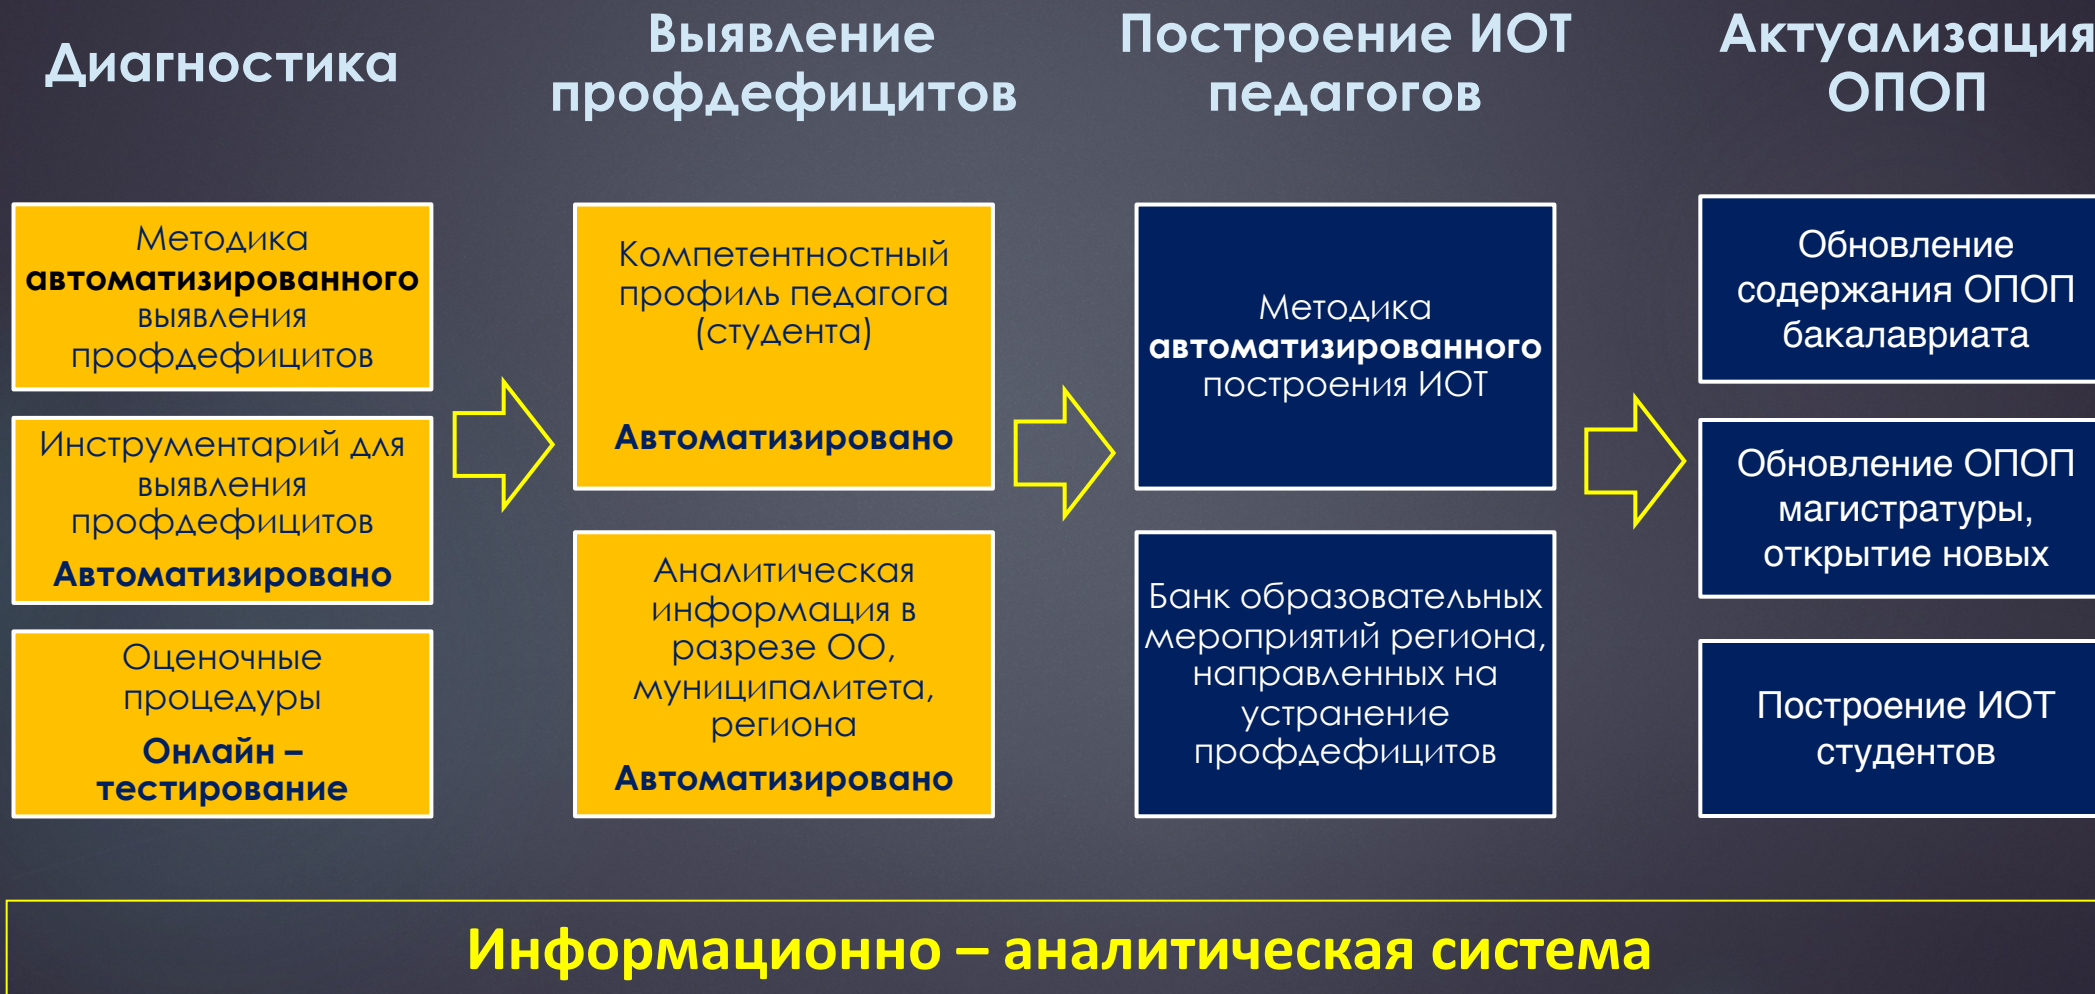 Диагностика
Выявление
профдефицитов
Построение ИОТ
педагогов
Актуализация
ОПОП
Методика
автоматизированного
выявления
профдефицитов
Инструментарий для
выявления
профдефицитов
Автоматизировано
Оценочные
процедуры
Онлайн –
тестирование
Компетентностный
профиль педагога
(студента)
Автоматизировано
Аналитическая
информация в
разрезе ОО,
муниципалитета,
региона
Автоматизировано
Методика
автоматизированного
построения ИОТ
Банк образовательных
мероприятий региона,
направленных на
устранение
профдефицитов
Обновление
содержания ОПОП
бакалавриата
Обновление ОПОП
магистратуры,
открытие новых
Построение ИОТ
студентов
Информационно – аналитическая система